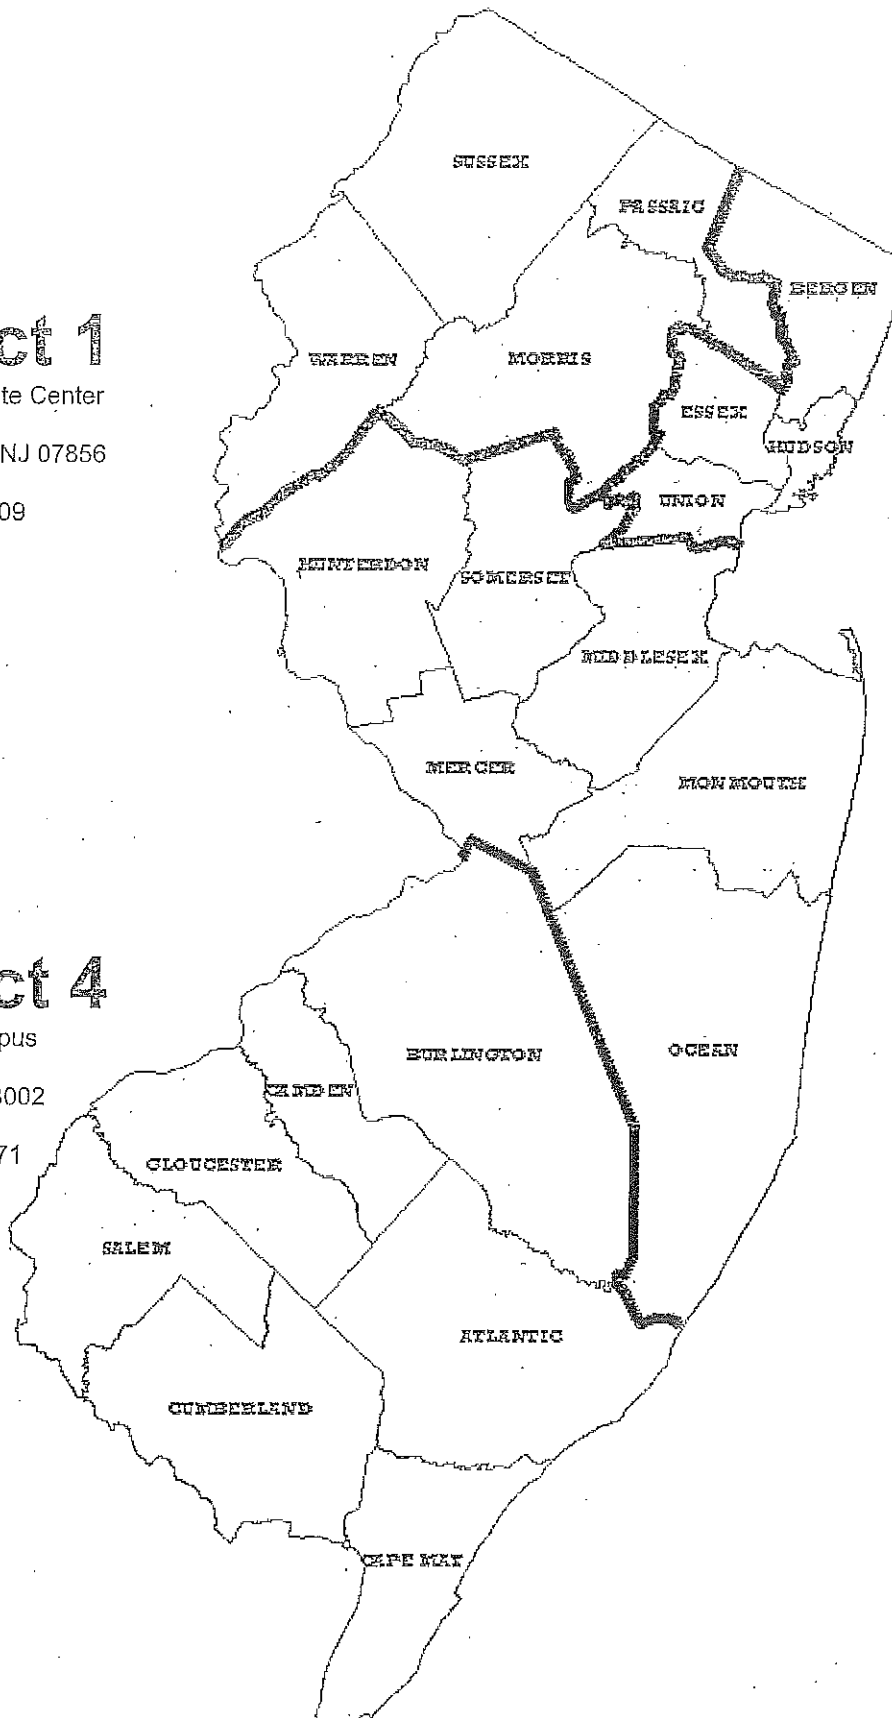 SUSSEX
PASSAIC
BERGEN
ct 1
WARREN
MORRIS
te Center
ESSEX
HUDSON
NJ 07856
UNION
09
HUNTERDON
SOMERSET
MIDDLESEX
MERCER
MONMOUTH
ct 4
pus
BURLINGTON
OCEAN
CAMDEN
8002
71
GLOUCESTER
SALEM
ATLANTIC
CUMBERLAND
CAPE MAY